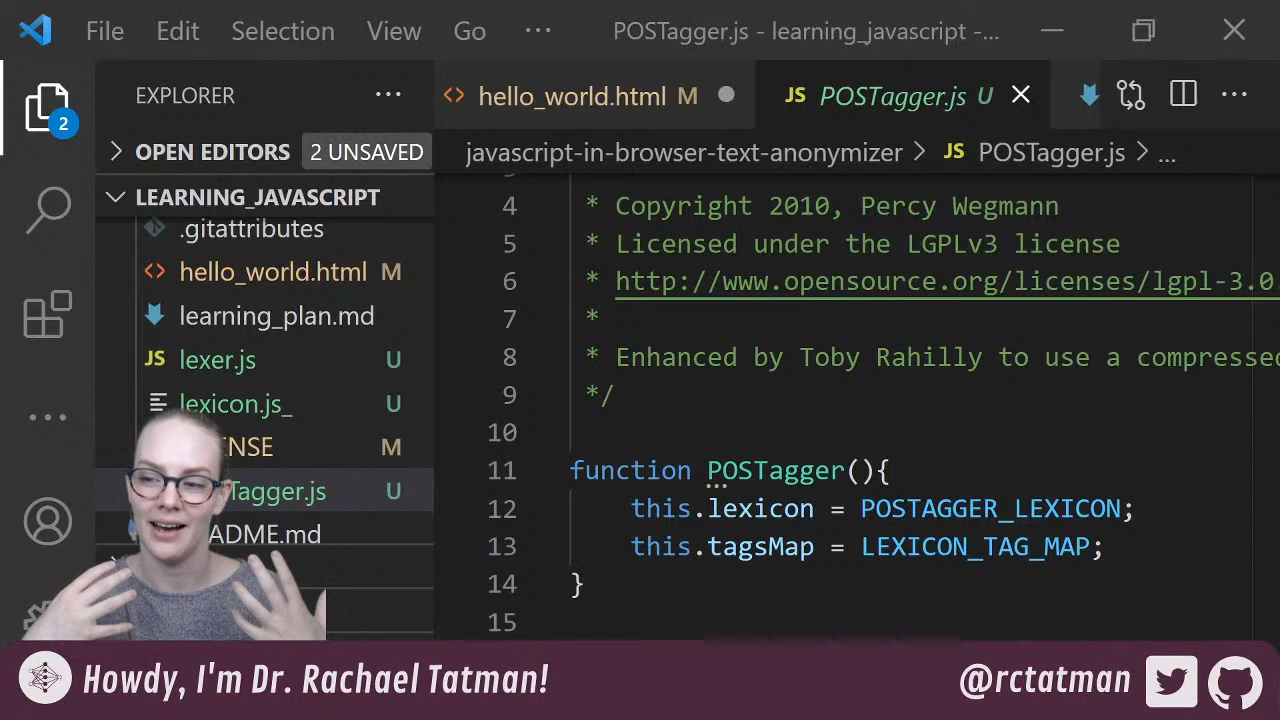 File Edit Selection View Go ... POSTagger.js - learning_javascript -...
EXPLORER ...
hello_world.html M
JS POSTagger.js U
2
OPEN EDITORS 2 UNSAVED
javascript-in-browser-text-anonymizer > JS POSTagger.js > ...
LEARNING_JAVASCRIPT
.gitattributes
hello_world.html M
learning_plan.md
JS lexer.js U
lexicon.js_ U
ENSE M
Tagger.js U
ADME.md
4 * Copyright 2010, Percy Wegmann
5 * Licensed under the LGPLv3 license
6 * http://www.opensource.org/licenses/lgpl-3.0.
7 *
8 * Enhanced by Toby Rahilly to use a compressed
9 */
10
11 function POSTagger(){
12 this.lexicon = POSTAGGER_LEXICON;
13 this.tagsMap = LEXICON_TAG_MAP;
14 }
15
Howdy, I'm Dr. Rachael Tatman!
@rctatman